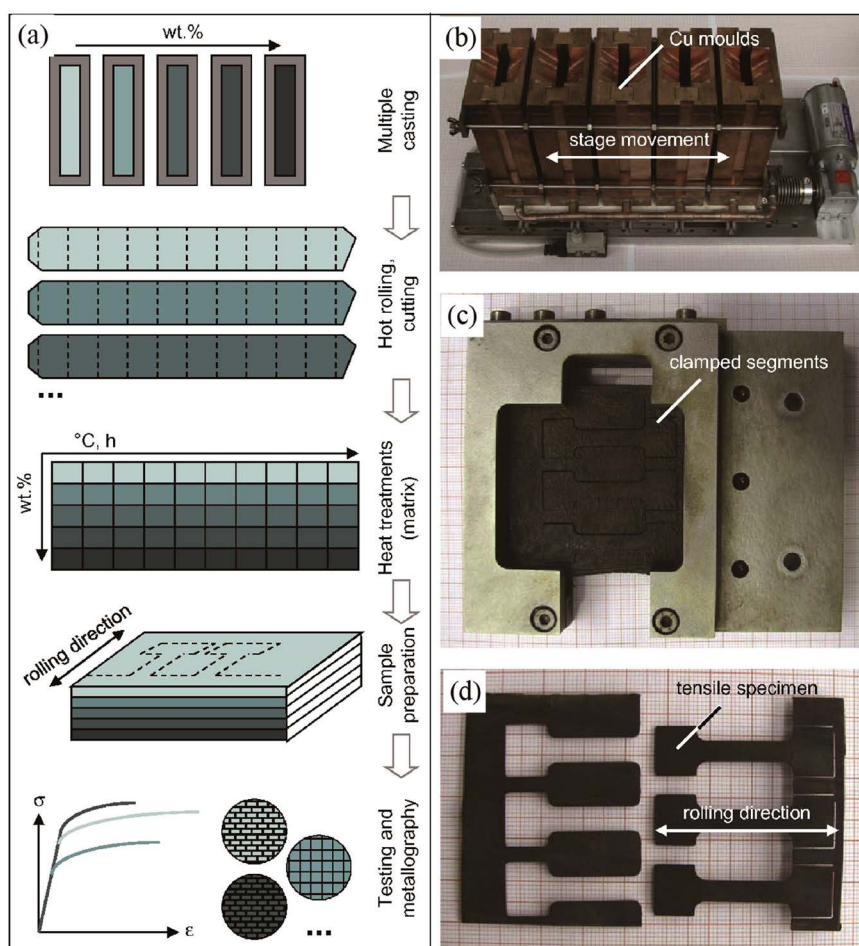 (a)
wt.%
Multiple
casting
Hot rolling,
cutting
...
°C, h
wt.%
Heat treatments
(matrix)
rolling direction
Sample
preparation
σ
ε
...
Testing and
metallography
(b)
Cu moulds
stage movement
(c)
clamped segments
(d)
tensile specimen
rolling direction